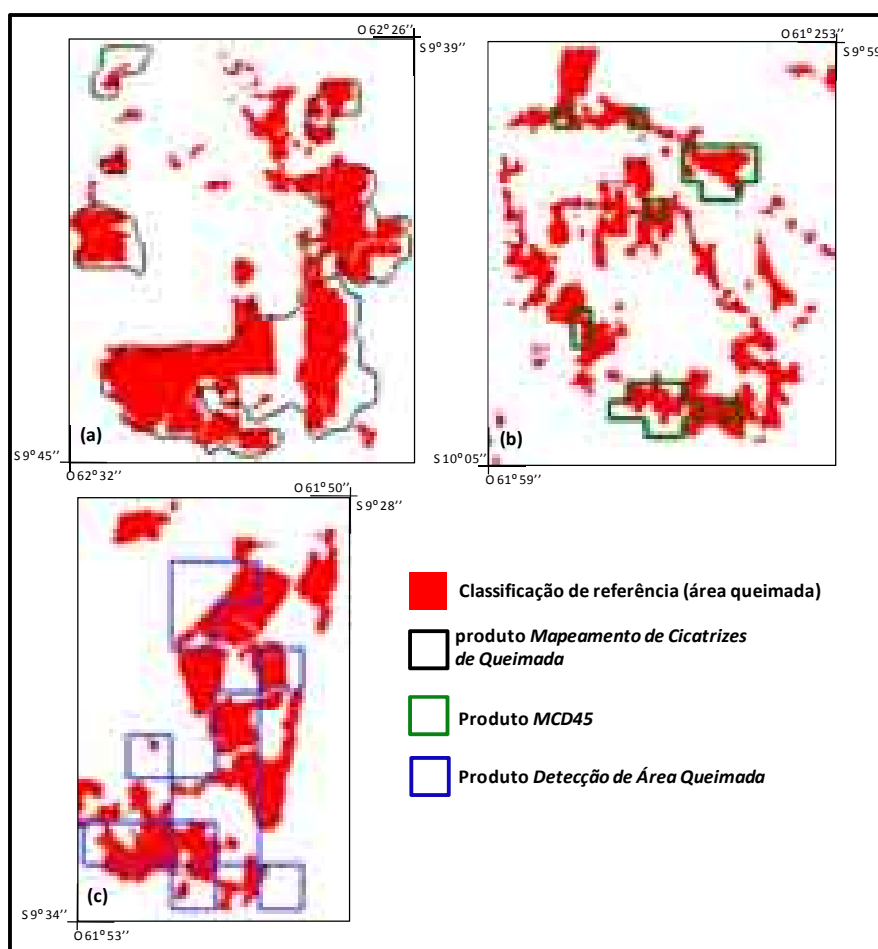 O 62° 26’’
S 9° 39’’
(a)
S 9° 45’’
O 62° 32’’
O 61° 253’’
S 9° 59
(b)
S 10° 05’’
O 61° 59’’
O 61° 50’’
S 9° 28’’
(c)
S 9° 34’’
O 61° 53’’
Classificação de referência (área queimada)
produto Mapeamento de Cicatrizes
de Queimada
Produto MCD45
Produto Detecção de Área Queimada